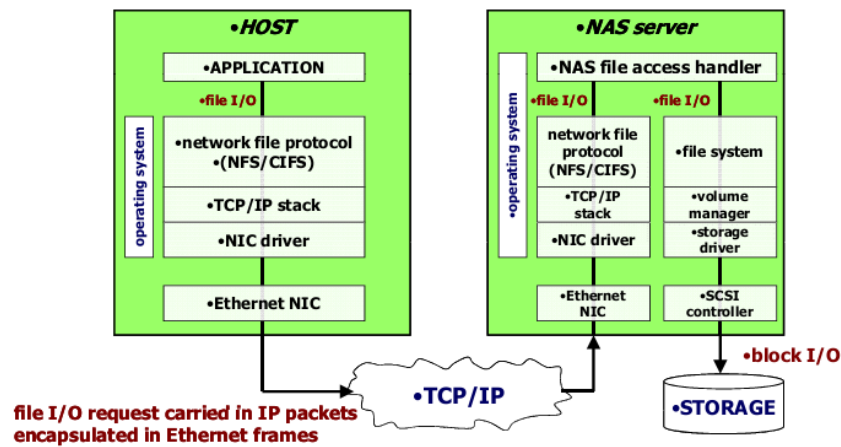 •HOST
•APPLICATION
•file I/O
operating system
•network file protocol
•(NFS/CIFS)
•TCP/IP stack
•NIC driver
•Ethernet NIC
•NAS server
•NAS file access handler
•operating system
•file I/O
•file I/O
network file
protocol
(NFS/CIFS)
•TCP/IP
stack
•NIC driver
•Ethernet
NIC
•file system
•volume
manager
•storage
driver
•SCSI
controller
•block I/O
•TCP/IP
•STORAGE
file I/O request carried in IP packets
encapsulated in Ethernet frames